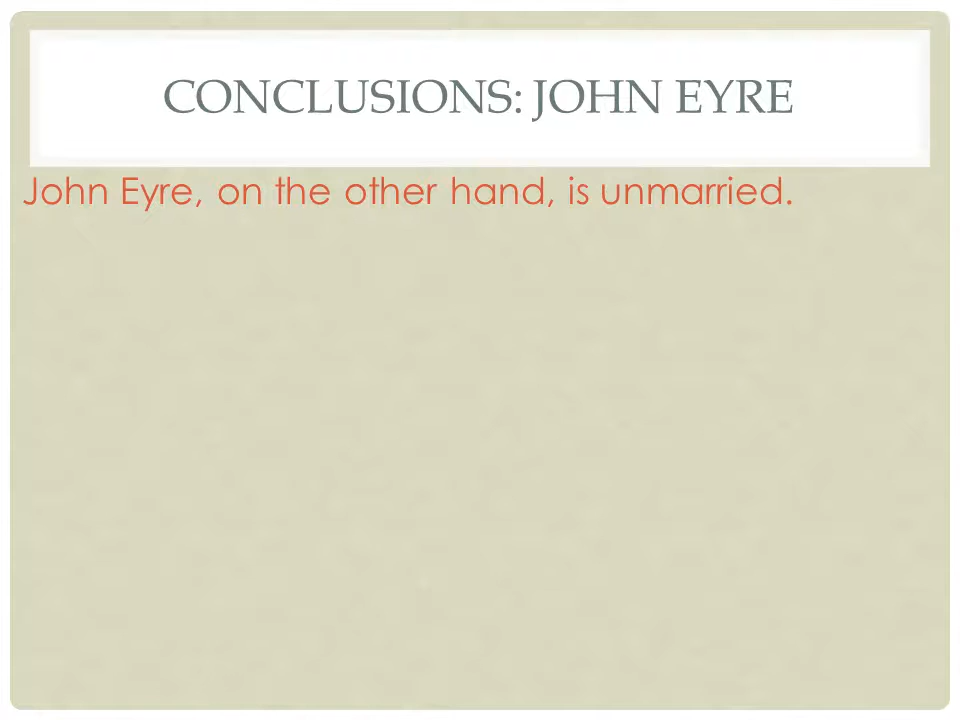 CONCLUSIONS: JOHN EYRE
John Eyre, on the other hand, is unmarried.